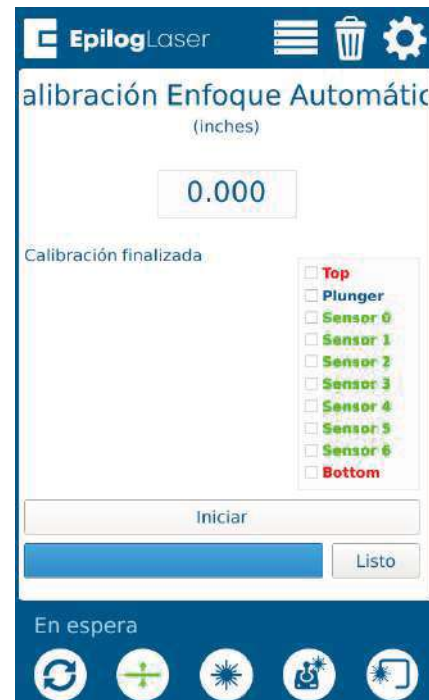 EpilogLaser
alibración Enfoque Automátic
(inches)
0.000
Calibración finalizada
Top
Plunger
Sensor 0
Sensor 1
Sensor 2
Sensor 3
Sensor 4
Sensor 5
Sensor 6
Bottom
Iniciar
Listo
En espera